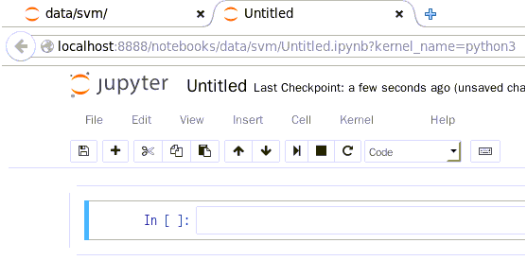 data/svm/ × Untitled ×
localhost:8888/notebooks/data/svm/Untitled.ipynb?kernel_name=python3
jupyter Untitled Last Checkpoint: a few seconds ago (unsaved cha
File Edit View Insert Cell Kernel Help
Code
In [ ]: